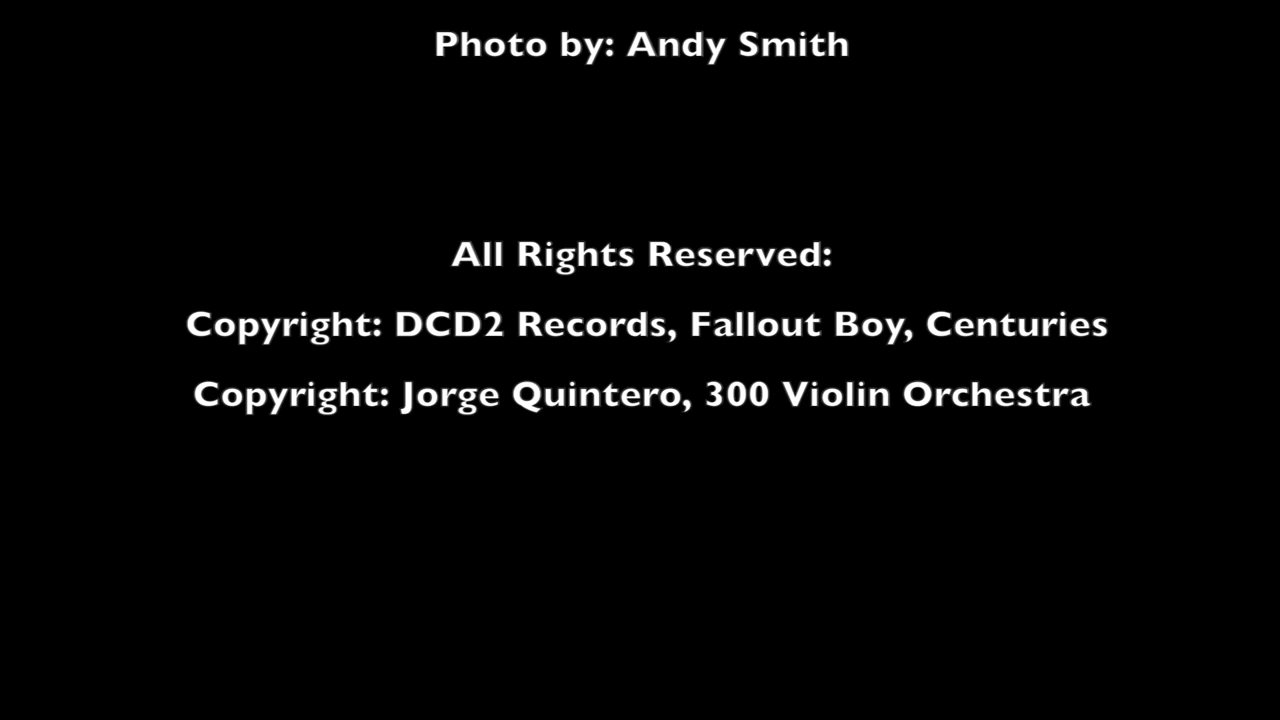 Photo by: Andy Smith
All Rights Reserved:
Copyright: DCD2 Records, Fallout Boy, Centuries
Copyright: Jorge Quintero, 300 Violin Orchestra